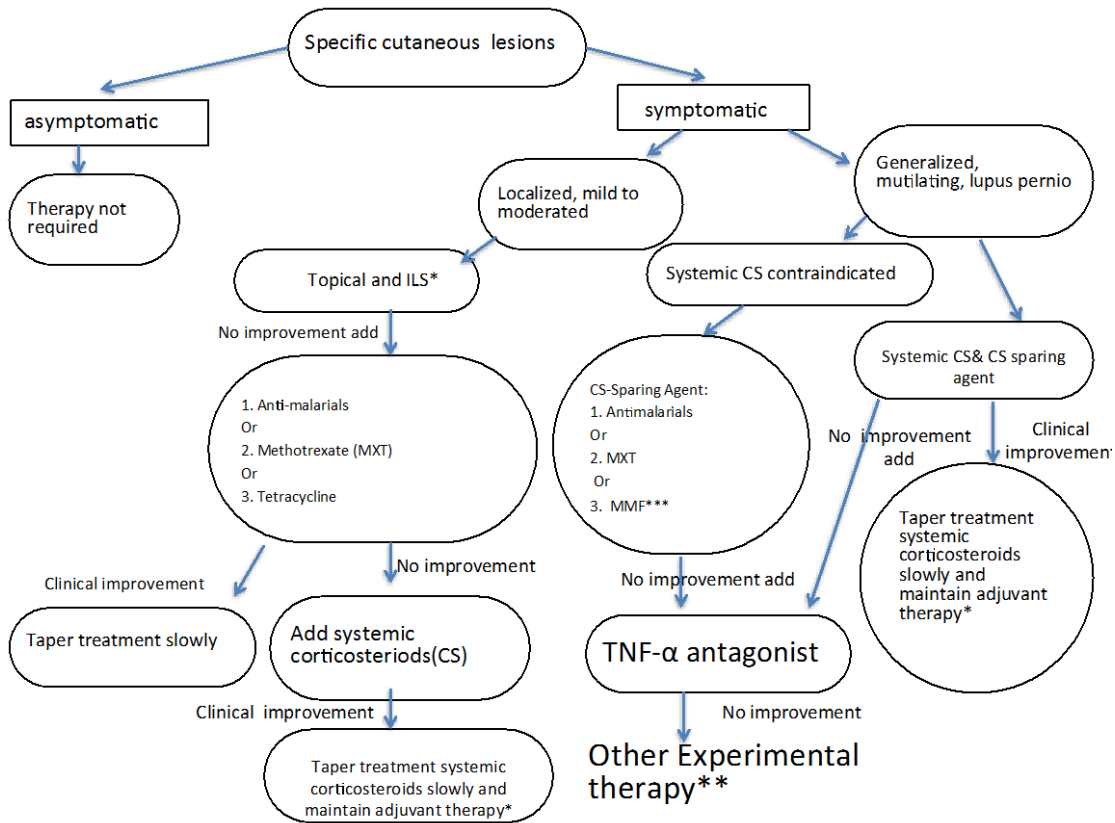 Specific cutaneous lesions
asymptomatic
symptomatic
Therapy not
required
Localized, mild to
moderated
Generalized,
mutilating, lupus pernio
Topical and ILS*
Systemic CS contraindicated
No improvement add
Systemic CS& CS sparing
agent
1. Anti-malarials
Or
2. Methotrexate (MXT)
Or
3. Tetracycline
CS-Sparing Agent:
1. Antimalarials
Or
2. MXT
Or
3. MMF***
No improvement
add
Clinical
improvement
Taper treatment
systemic
corticosteroids
slowly and
maintain adjuvant
therapy*
Clinical improvement
No improvement
No improvement add
Taper treatment slowly
Add systemic
corticosteriods(CS)
TNF-α antagonist
Clinical improvement
No improvement
Taper treatment systemic
corticosteroids slowly and
maintain adjuvant therapy*
Other Experimental
therapy**